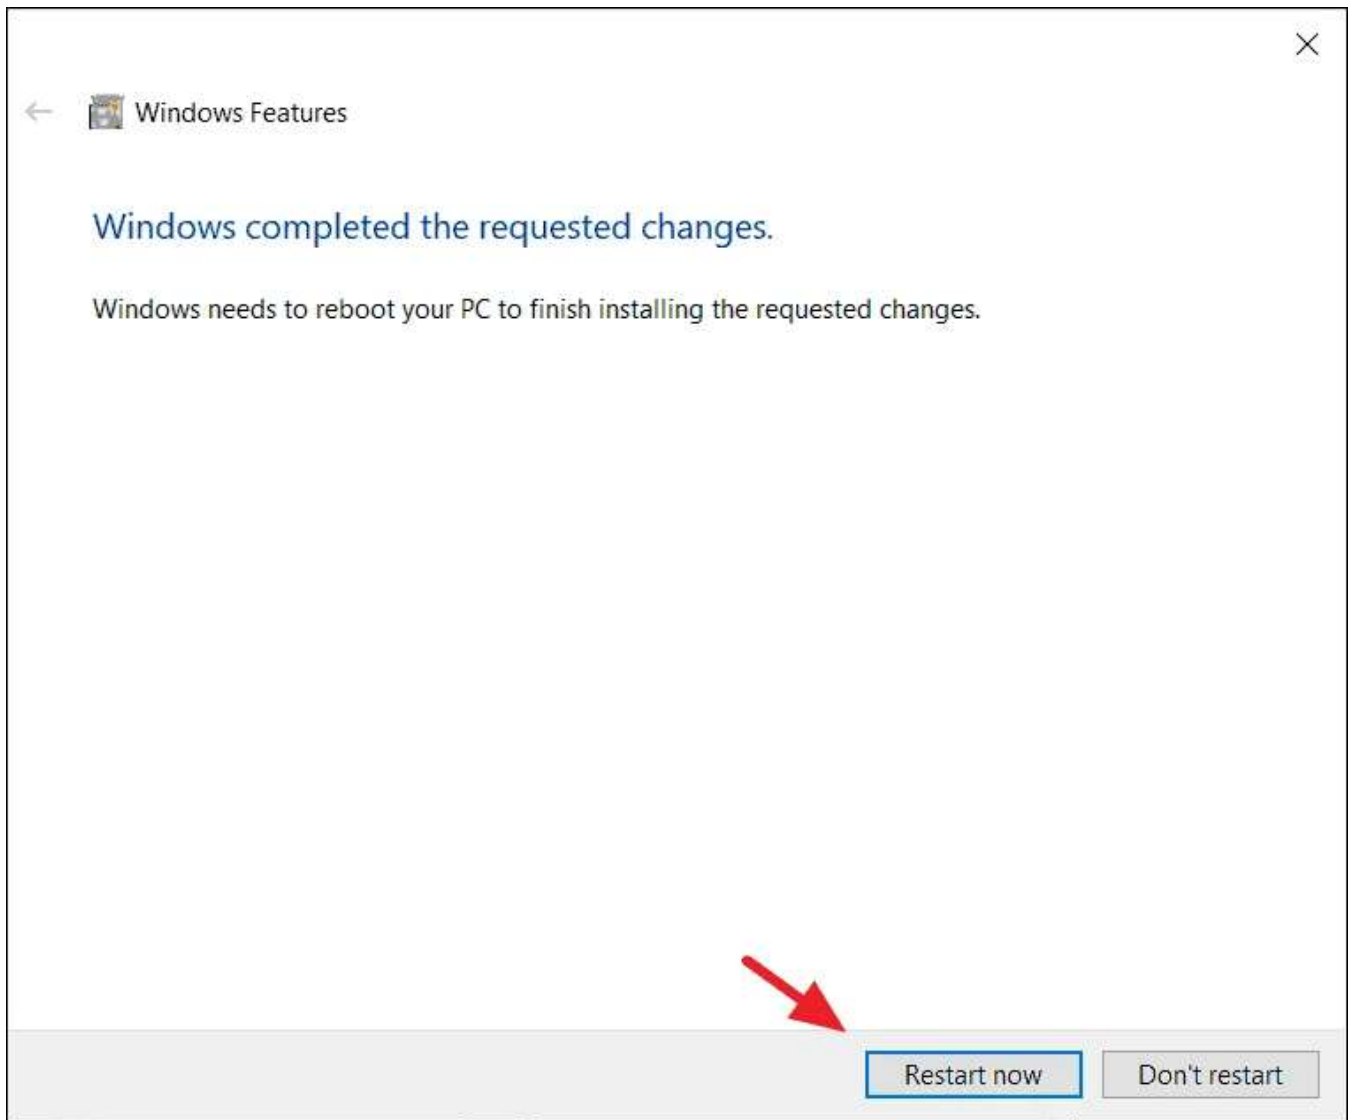 Windows Features
Windows completed the requested changes.
Windows needs to reboot your PC to finish installing the requested changes.
Restart now
Don't restart